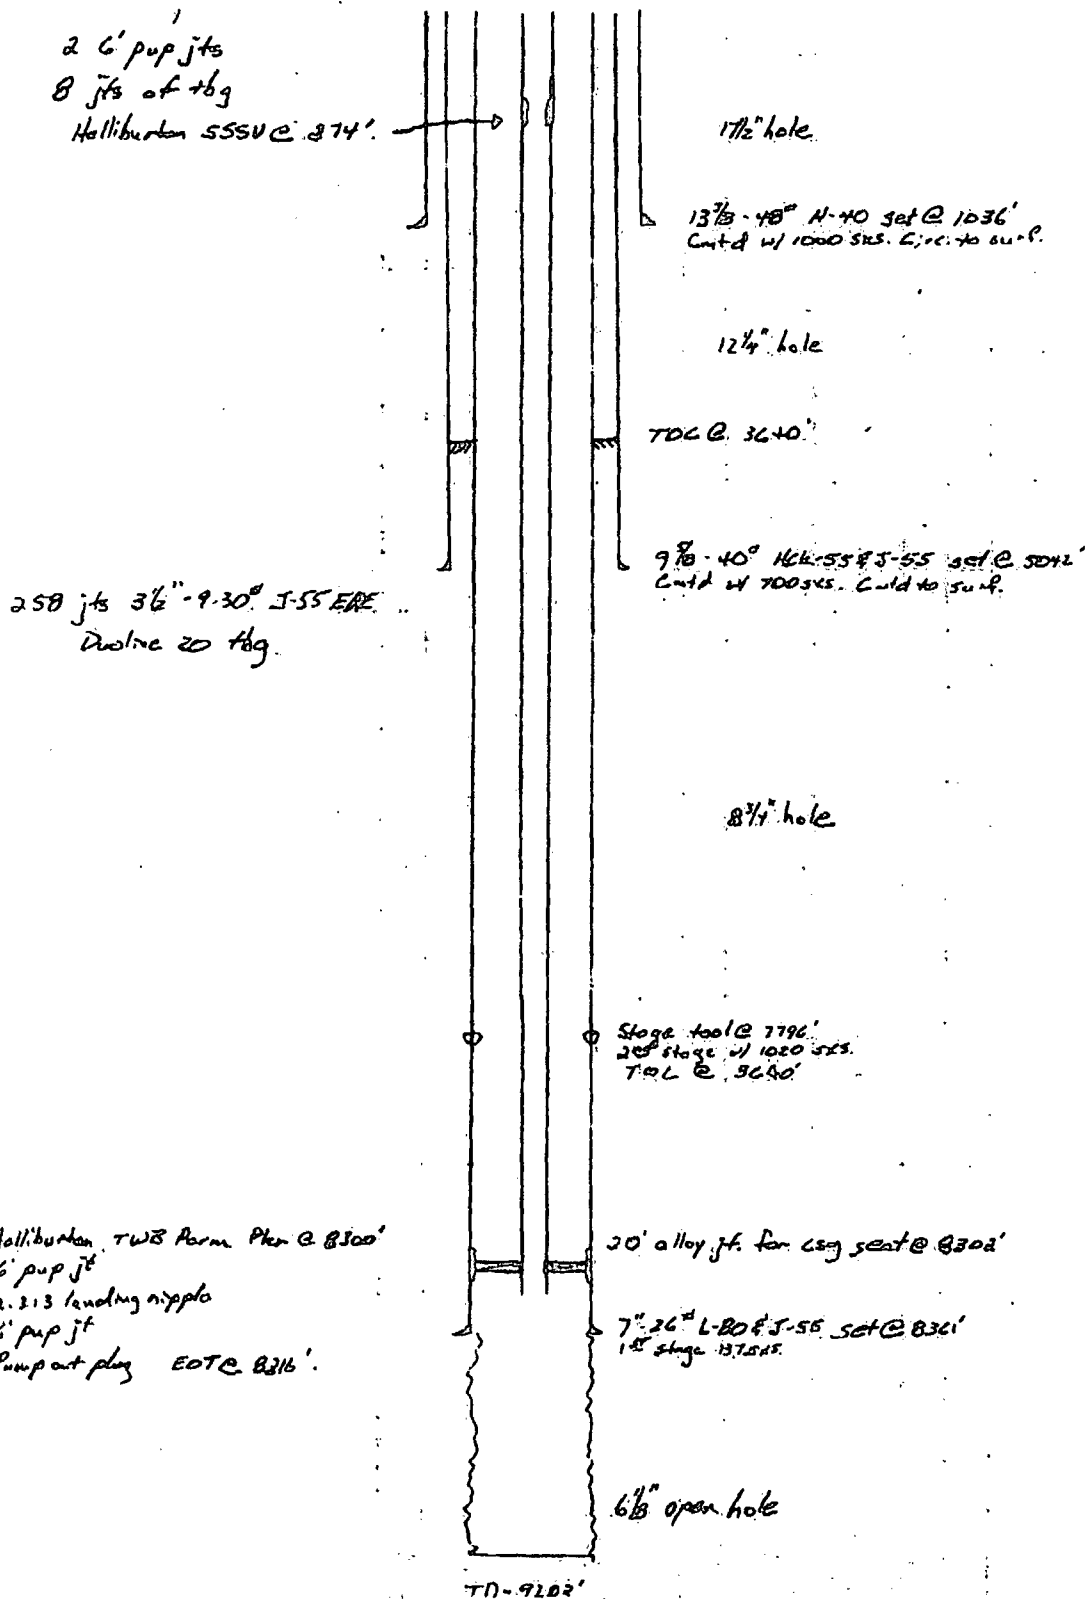 2 6' pup jts
8 jts of tbg
Halliburton SSSV @ 274'.
17½" hole
13⅜ - 48# H-40 set @ 1036'
Cmtd w/ 1000 sxs. Circ. to surf.
12¼" hole
TOC @ 3640'
9⅝ - 40# HCK-55 & J-55 set @ 5042'
Cmtd w/ 700 sxs. Cmtd to surf.
258 jts 3½" - 9.30# J-55 EUE
Duoline 20 tbg.
8¾" hole
Stage tool @ 7796'
2nd stage w/ 1020 sxs.
TOC @ 3640'
Halliburton TWB Perm. Pkr @ 8300'
6' pup jt
2.313 landing nipple
6' pup jt
Pump out plug EOT @ 8316'.
20' alloy jt. for csg seat @ 8302'
7" 26# L-80 & J-55 set @ 8361'
1st stage 137 sxs.
6⅛" open hole
TD - 9202'